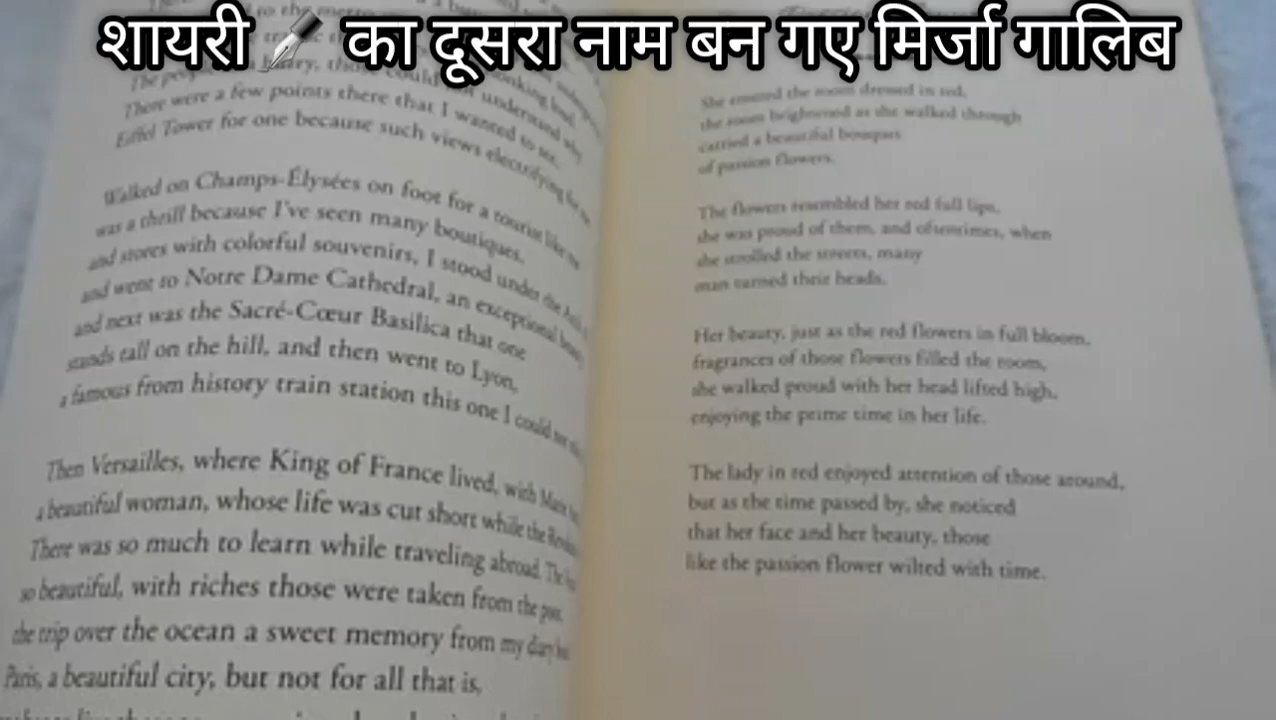 शायरी का दूसरा नाम बन गए मिर्जा गालिब
There were a few points there that I wanted to see.
Eiffel Tower for one because such views electrifying for
Walked on Champs-Élysées on foot for a tourist like me
was a thrill because I've seen many boutiques,
and stores with colorful souvenirs, I stood under the
and went to Notre Dame Cathedral, an exceptional beauty
and next was the Sacré-Cœur Basilica that one
stands tall on the hill, and then went to Lyon,
a famous from history train station this one I could
Then Versailles, where King of France lived, with
a beautiful woman, whose life was cut short while the
There was so much to learn while traveling abroad. The
so beautiful, with riches those were taken from the past,
the trip over the ocean a sweet memory from my diary
Paris, a beautiful city, but not for all that is,
She entered the room dressed in red,
the room brightened as she walked through
carried a beautiful bouquet
of passion flowers.
The flowers resembled her red full lips,
she was proud of them, and oftentimes, when
she strolled the streets, many
man turned their heads.
Her beauty, just as the red flowers in full bloom,
fragrances of those flowers filled the room,
she walked proud with her head lifted high,
enjoying the prime time in her life.
The lady in red enjoyed attention of those around,
but as the time passed by, she noticed
that her face and her beauty, those
like the passion flower wilted with time.